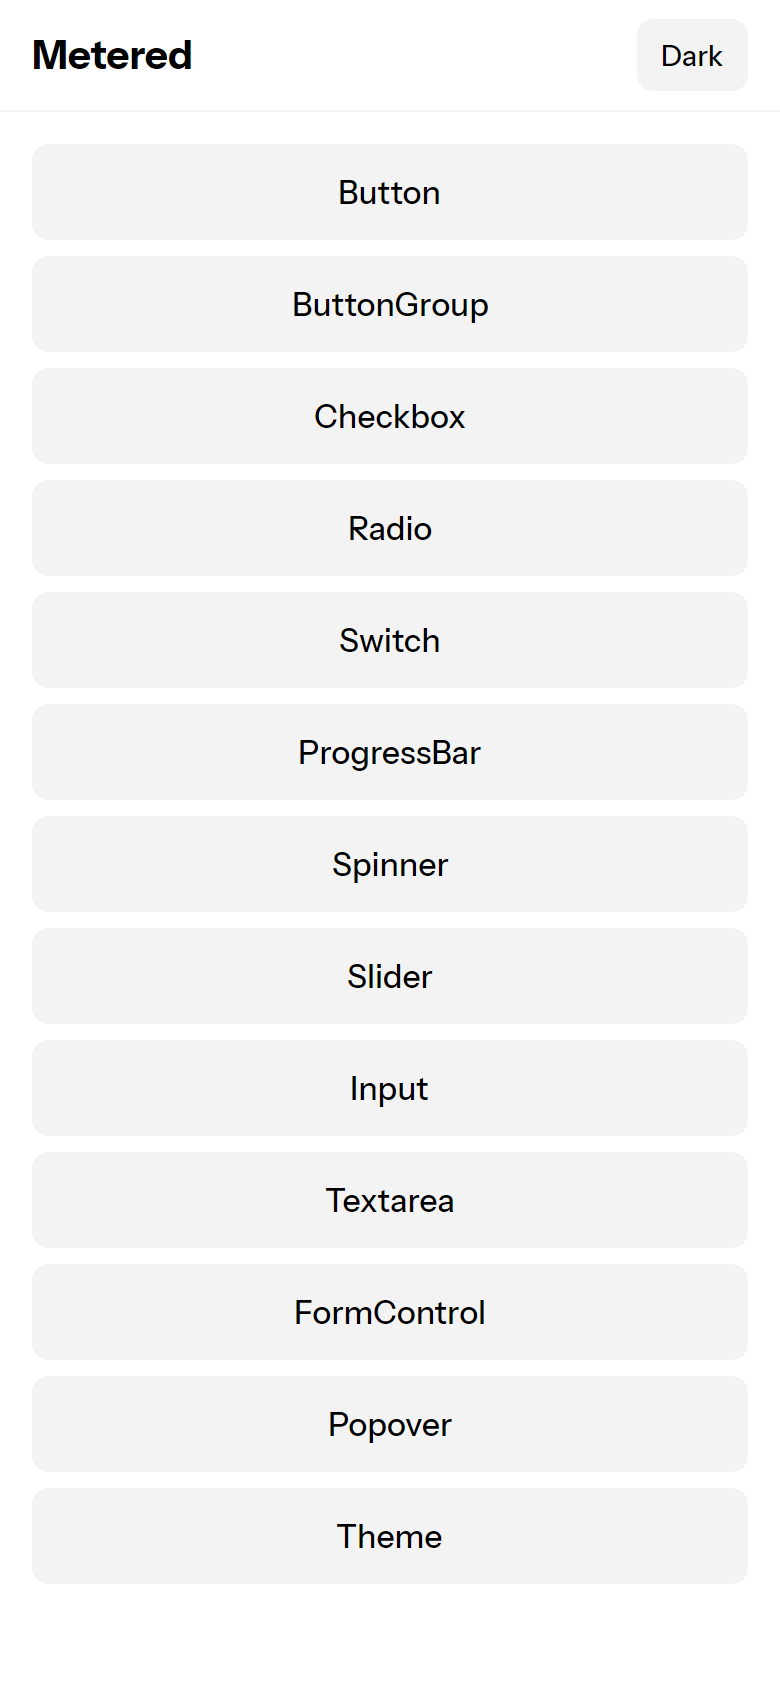 Metered
Dark
Button
ButtonGroup
Checkbox
Radio
Switch
ProgressBar
Spinner
Slider
Input
Textarea
FormControl
Popover
Theme